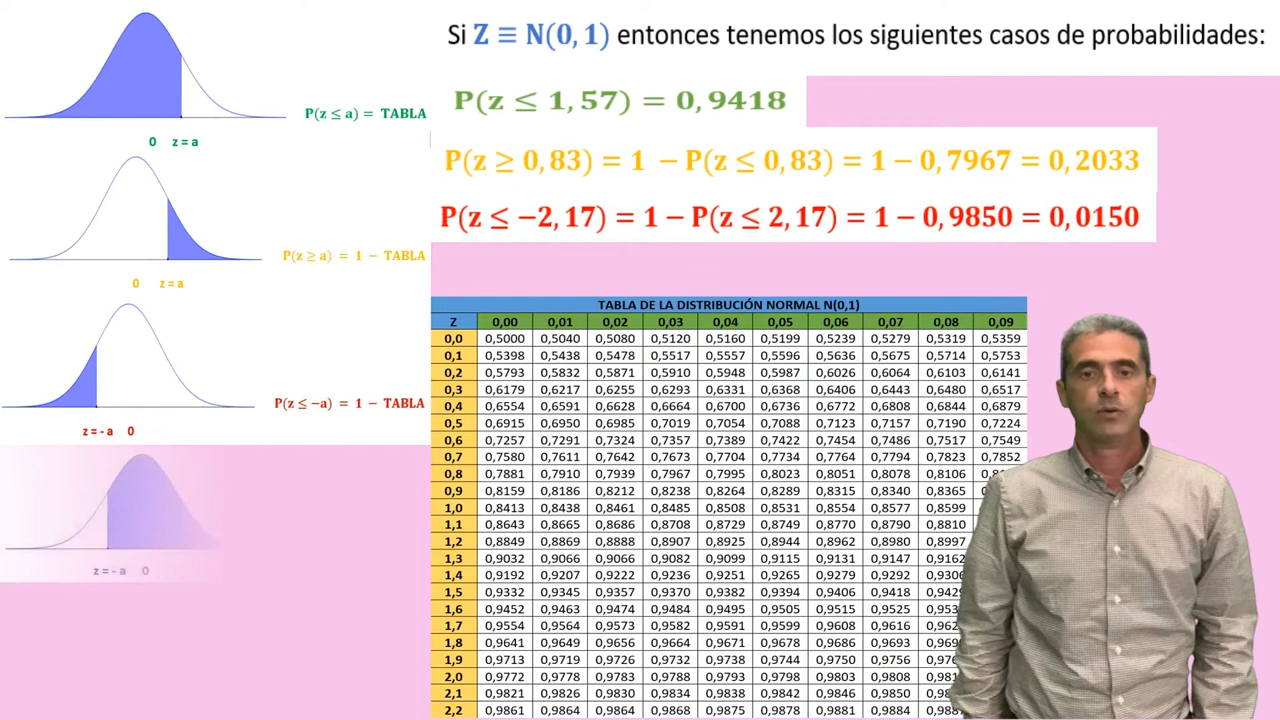 Si Z ≡ N(0, 1) entonces tenemos los siguientes casos de probabilidades:
P(z ≤ a) = TABLA
0 z = a
P(z ≥ a) = 1 − TABLA
0 z = a
P(z ≤ −a) = 1 − TABLA
z = - a 0
z = - a 0
P(z ≤ 1, 57) = 0, 9418
P(z ≥ 0, 83) = 1 − P(z ≤ 0, 83) = 1 − 0, 7967 = 0, 2033
P(z ≤ −2, 17) = 1 − P(z ≤ 2, 17) = 1 − 0, 9850 = 0, 0150
TABLA DE LA DISTRIBUCIÓN NORMAL N(0,1)
Z 0,00 0,01 0,02 0,03 0,04 0,05 0,06 0,07 0,08 0,09
0,0 0,5000 0,5040 0,5080 0,5120 0,5160 0,5199 0,5239 0,5279 0,5319 0,5359
0,1 0,5398 0,5438 0,5478 0,5517 0,5557 0,5596 0,5636 0,5675 0,5714 0,5753
0,2 0,5793 0,5832 0,5871 0,5910 0,5948 0,5987 0,6026 0,6064 0,6103 0,6141
0,3 0,6179 0,6217 0,6255 0,6293 0,6331 0,6368 0,6406 0,6443 0,6480 0,6517
0,4 0,6554 0,6591 0,6628 0,6664 0,6700 0,6736 0,6772 0,6808 0,6844 0,6879
0,5 0,6915 0,6950 0,6985 0,7019 0,7054 0,7088 0,7123 0,7157 0,7190 0,7224
0,6 0,7257 0,7291 0,7324 0,7357 0,7389 0,7422 0,7454 0,7486 0,7517 0,7549
0,7 0,7580 0,7611 0,7642 0,7673 0,7704 0,7734 0,7764 0,7794 0,7823 0,7852
0,8 0,7881 0,7910 0,7939 0,7967 0,7995 0,8023 0,8051 0,8078 0,8106
0,9 0,8159 0,8186 0,8212 0,8238 0,8264 0,8289 0,8315 0,8340 0,8365
1,0 0,8413 0,8438 0,8461 0,8485 0,8508 0,8531 0,8554 0,8577 0,8599
1,1 0,8643 0,8665 0,8686 0,8708 0,8729 0,8749 0,8770 0,8790 0,8810
1,2 0,8849 0,8869 0,8888 0,8907 0,8925 0,8944 0,8962 0,8980 0,8997
1,3 0,9032 0,9066 0,9066 0,9082 0,9099 0,9115 0,9131 0,9147 0,9162
1,4 0,9192 0,9207 0,9222 0,9236 0,9251 0,9265 0,9279 0,9292 0,9306
1,5 0,9332 0,9345 0,9357 0,9370 0,9382 0,9394 0,9406 0,9418 0,9429
1,6 0,9452 0,9463 0,9474 0,9484 0,9495 0,9505 0,9515 0,9525 0,953
1,7 0,9554 0,9564 0,9573 0,9582 0,9591 0,9599 0,9608 0,9616 0,962
1,8 0,9641 0,9649 0,9656 0,9664 0,9671 0,9678 0,9686 0,9693 0,969
1,9 0,9713 0,9719 0,9726 0,9732 0,9738 0,9744 0,9750 0,9756 0,976
2,0 0,9772 0,9778 0,9783 0,9788 0,9793 0,9798 0,9803 0,9808 0,981
2,1 0,9821 0,9826 0,9830 0,9834 0,9838 0,9842 0,9846 0,9850
2,2 0,9861 0,9864 0,9864 0,9868 0,9875 0,9878 0,9881 0,9884